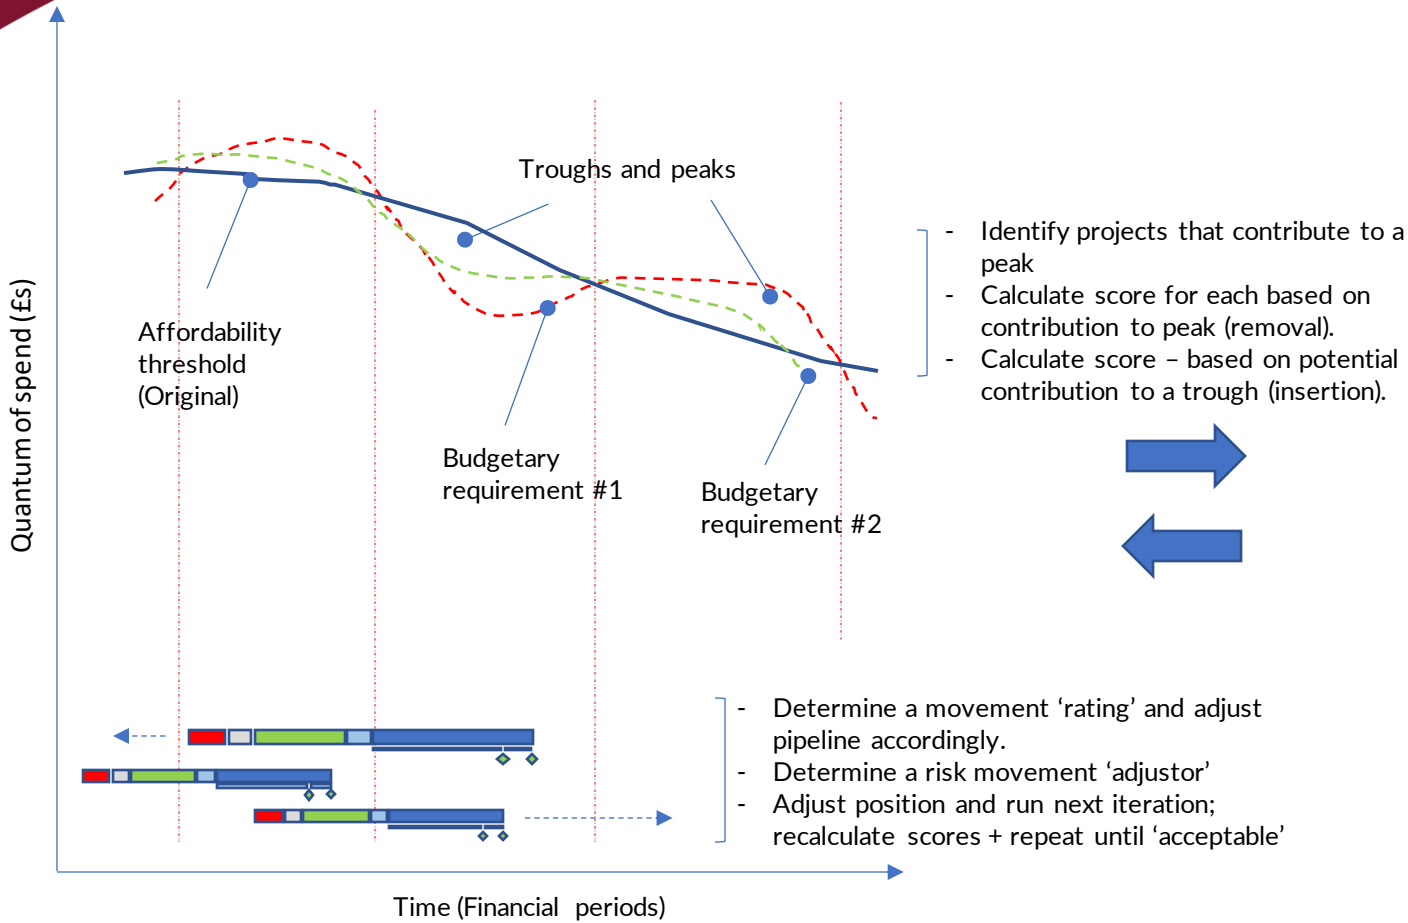 Troughs and peaks
Affordability
threshold
(Original)
Budgetary
requirement #1
Budgetary
requirement #2
Quantum of spend (£s)
- Identify projects that contribute to a
peak
- Calculate score for each based on
contribution to peak (removal).
- Calculate score – based on potential
contribution to a trough (insertion).
- Determine a movement ‘rating’ and adjust
pipeline accordingly.
- Determine a risk movement ‘adjustor’
- Adjust position and run next iteration;
recalculate scores + repeat until ‘acceptable’
Time (Financial periods)